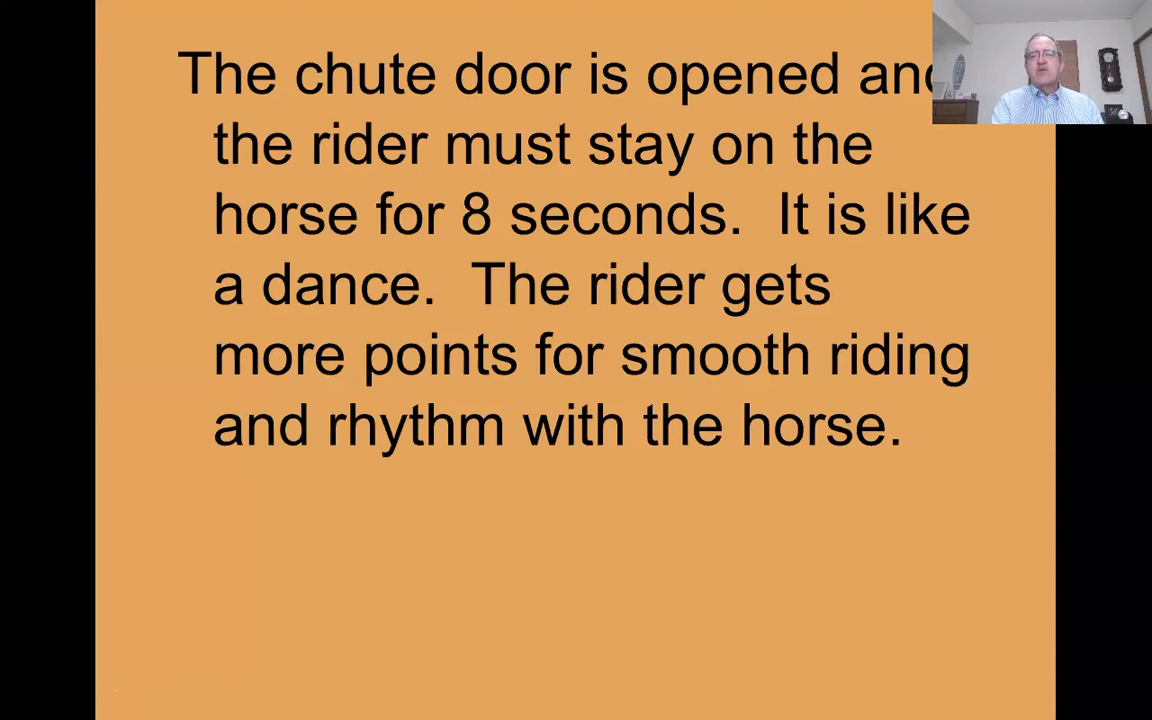 The chute door is opened and
the rider must stay on the
horse for 8 seconds.  It is like
a dance.  The rider gets
more points for smooth riding
and rhythm with the horse.